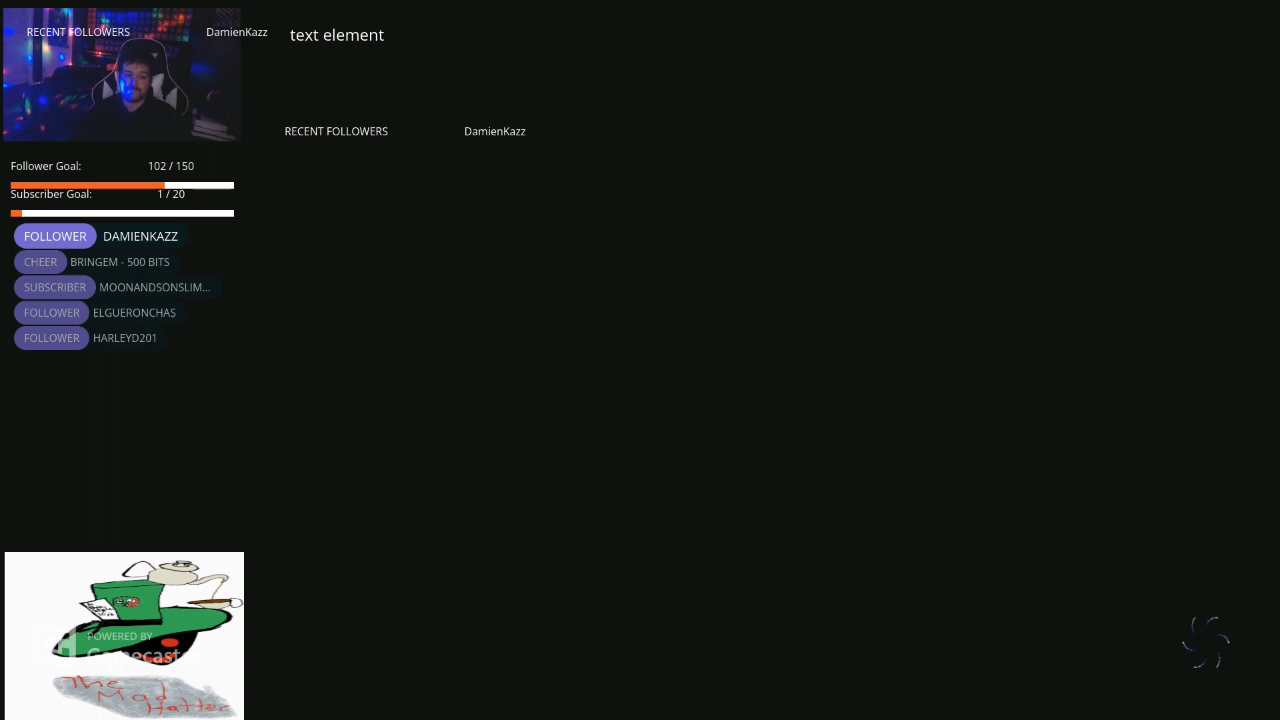 RECENT FOLLOWERS DamienKazz
text element
RECENT FOLLOWERS DamienKazz
Follower Goal: 102 / 150
Subscriber Goal: 1 / 20
FOLLOWER DAMIENKAZZ
CHEER BRINGEM - 500 BITS
SUBSCRIBER MOONANDSONSLIM...
FOLLOWER ELGUERONCHAS
FOLLOWER HARLEYD201
POWERED BY
Gamecaster
The
Mad
Hatter